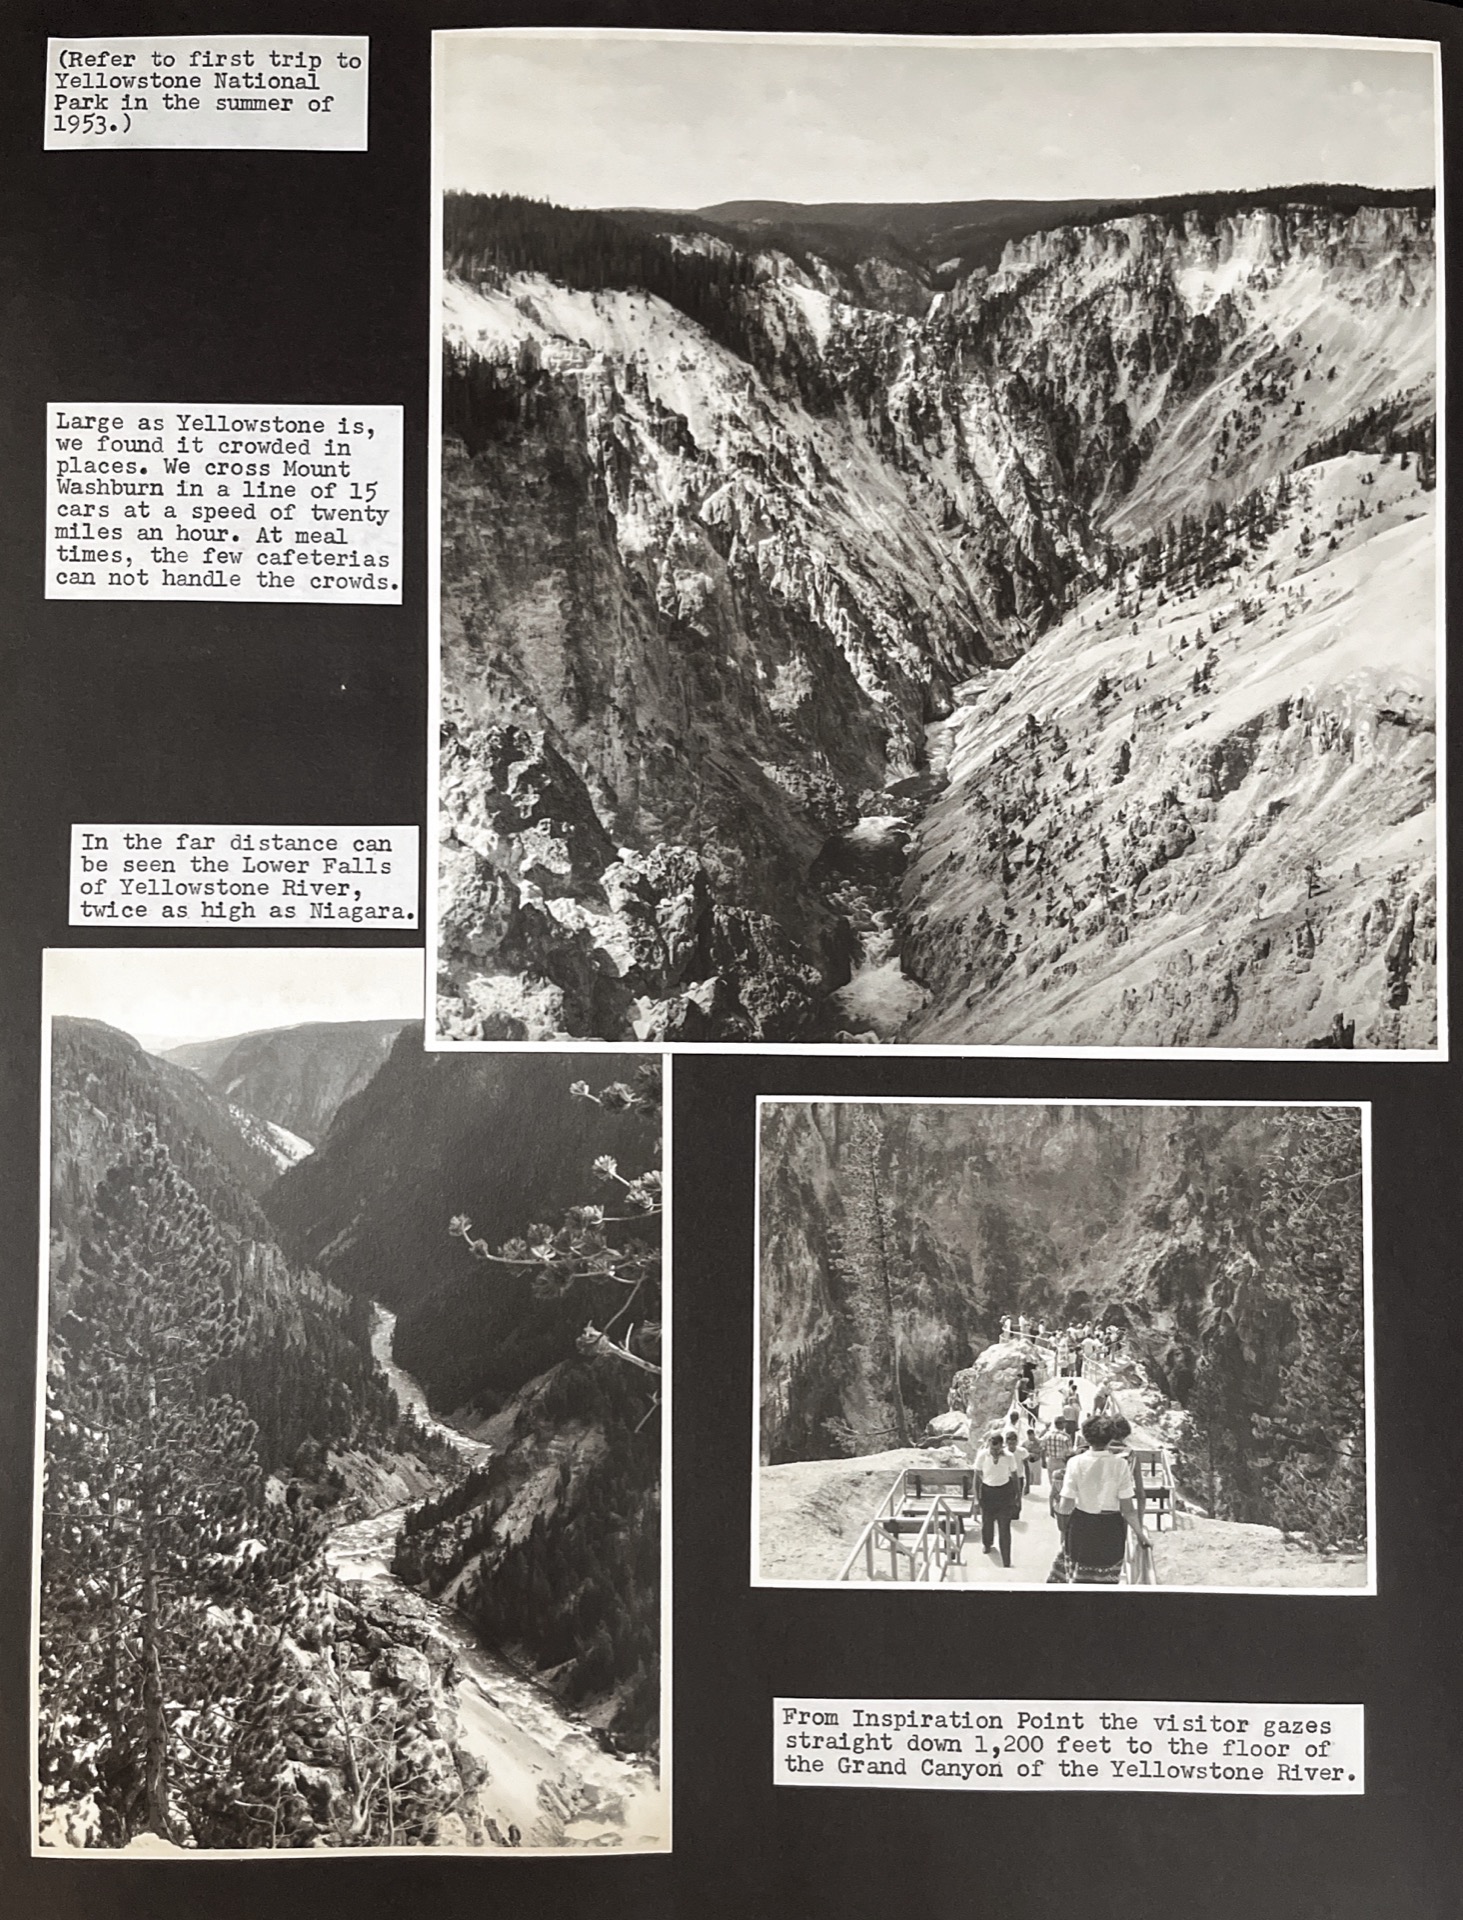 (Refer to first trip to
Yellowstone National
Park in the summer of
1953.)
Large as Yellowstone is,
we found it crowded in
places. We cross Mount
Washburn in a line of 15
cars at a speed of twenty
miles an hour. At meal
times, the few cafeterias
can not handle the crowds.
In the far distance can
be seen the Lower Falls
of Yellowstone River,
twice as high as Niagara.
From Inspiration Point the visitor gazes
straight down 1,200 feet to the floor of
the Grand Canyon of the Yellowstone River.